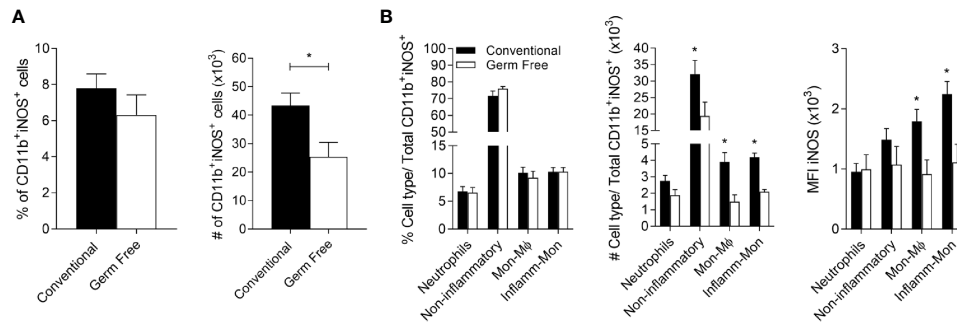 A
% of CD11b⁺iNOS⁺ cells
10
8
6
4
2
0
Conventional
Germ Free
# of CD11b⁺iNOS⁺ cells (x10³)
60
50
40
30
20
10
0
*
Conventional
Germ Free
B
% Cell type/ Total CD11b⁺iNOS⁺
100
90
80
70
60
15
10
5
0
Conventional
Germ Free
Neutrophils
Non-inflammatory
Mon-Mϕ
Inflamm-Mon
# Cell type/ Total CD11b⁺iNOS⁺ (x10³)
40
35
30
25
20
15
6
5
4
3
2
1
0
*
*
*
Neutrophils
Non-inflammatory
Mon-Mϕ
Inflamm-Mon
MFI iNOS (x10³)
3
2
1
0
*
*
Neutrophils
Non-inflammatory
Mon-Mϕ
Inflamm-Mon